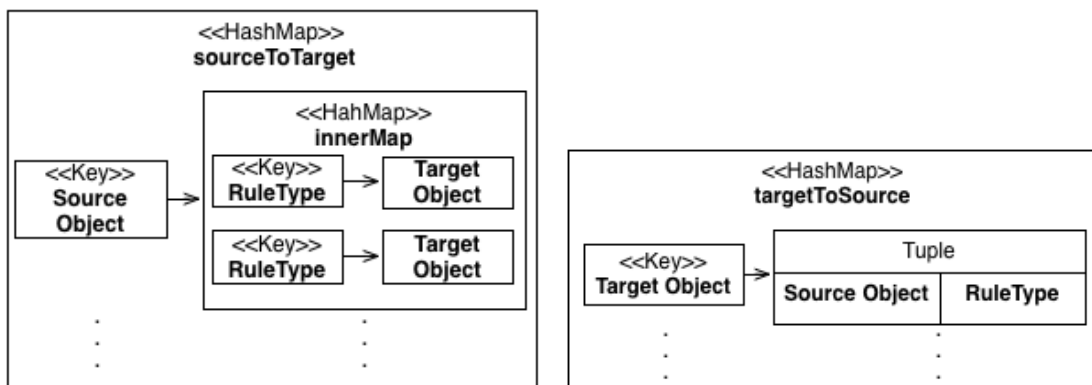 <<HashMap>>
sourceToTarget
<<HahMap>>
innerMap
<<Key>>
Source
Object
<<Key>>
RuleType
Target
Object
<<Key>>
RuleType
Target
Object
<<HashMap>>
targetToSource
<<Key>>
Target Object
Tuple
Source Object
RuleType